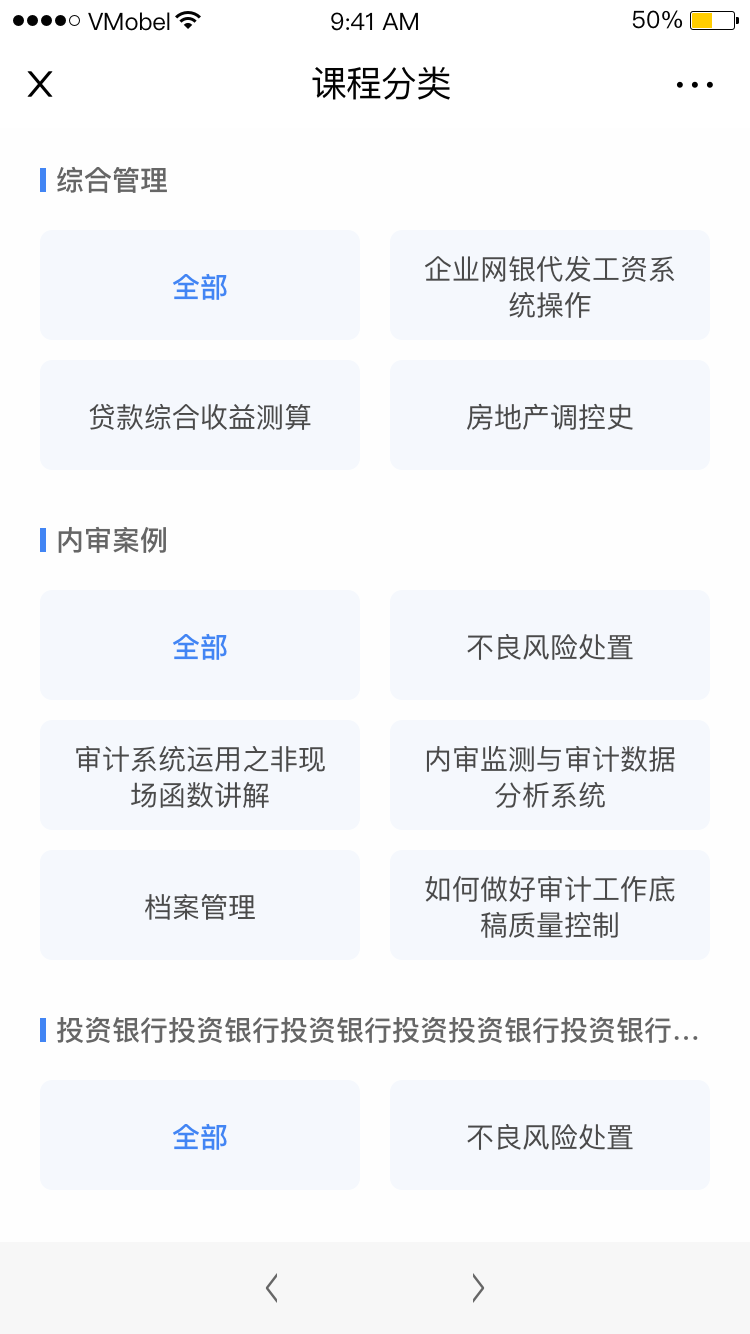 VMobel 9:41 AM 50%
X 课程分类 ...
综合管理
全部
企业网银代发工资系
统操作
贷款综合收益测算
房地产调控史
内审案例
全部
不良风险处置
审计系统运用之非现
场函数讲解
内审监测与审计数据
分析系统
档案管理
如何做好审计工作底
稿质量控制
投资银行投资银行投资银行投资投资银行投资银行...
全部
不良风险处置